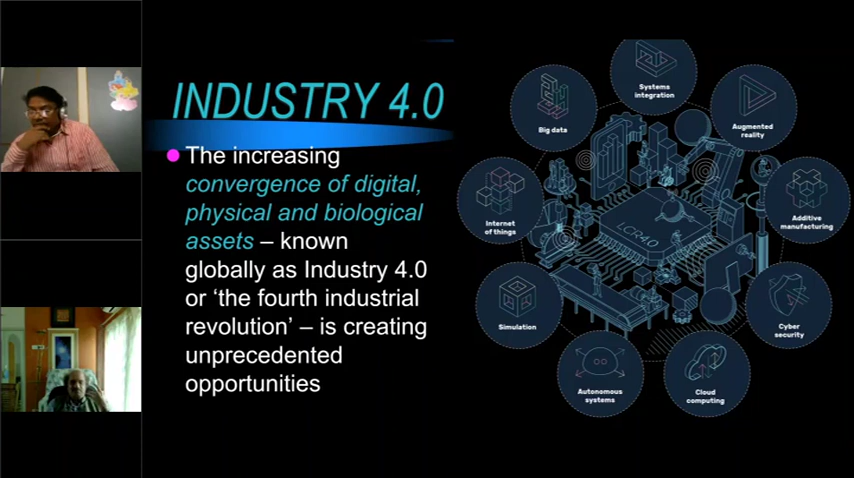 INDUSTRY 4.0
The increasing
convergence of digital,
physical and biological
assets – known
globally as Industry 4.0
or ‘the fourth industrial
revolution’ – is creating
unprecedented
opportunities
Systems
integration
Big data
Augmented
reality
Internet
of things
Additive
manufacturing
LCR4.0
Simulation
Cyber
security
Autonomous
systems
Cloud
computing